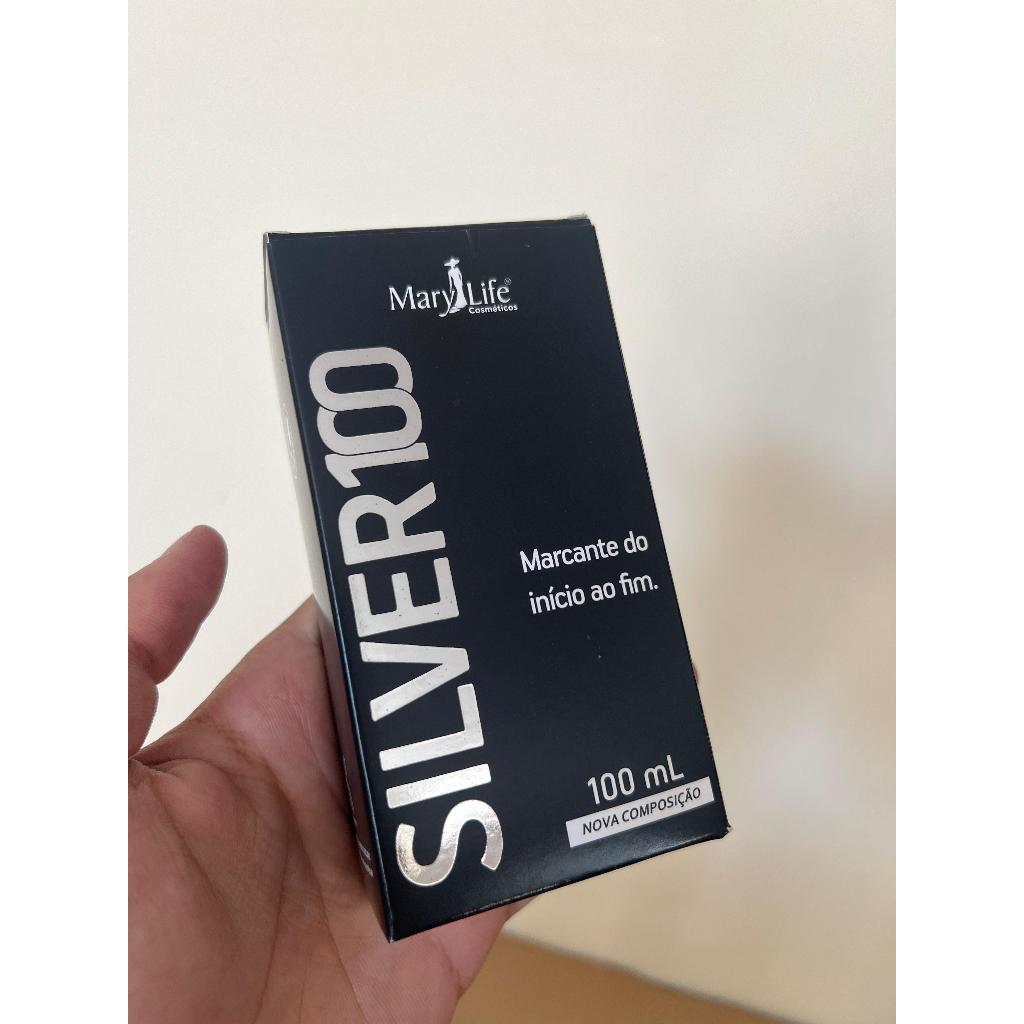 Mary Life®
Cosméticos
SILVER100
Marcante do
início ao fim.
100 mL
NOVA COMPOSIÇÃO